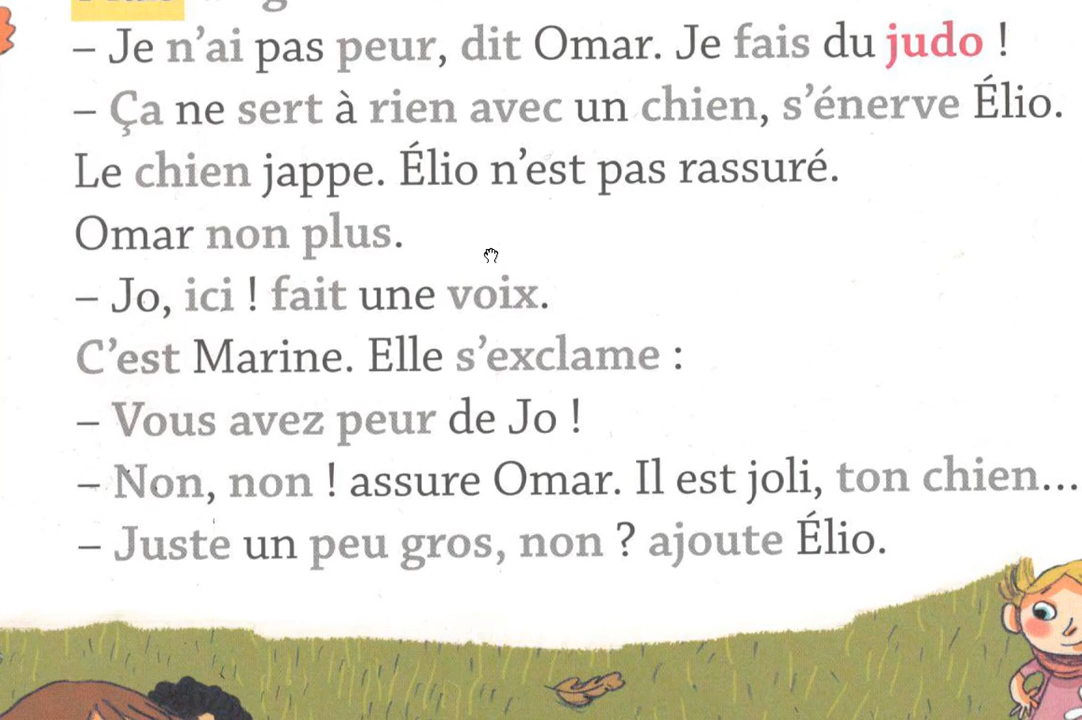 – Je n'ai pas peur, dit Omar. Je fais du judo !
– Ça ne sert à rien avec un chien, s'énerve Élio.
Le chien jappe. Élio n'est pas rassuré.
Omar non plus.
– Jo, ici ! fait une voix.
C'est Marine. Elle s'exclame :
– Vous avez peur de Jo !
– Non, non ! assure Omar. Il est joli, ton chien...
– Juste un peu gros, non ? ajoute Élio.